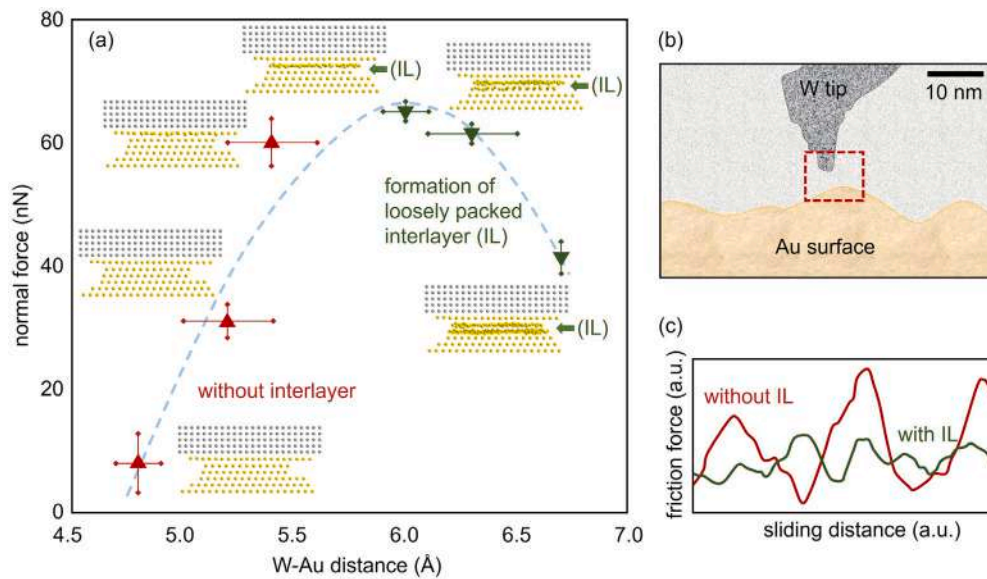 (a)
80
60
40
20
0
normal force (nN)
4.5
5.0
5.5
6.0
6.5
7.0
W-Au distance (Å)
(IL)
(IL)
formation of
loosely packed
interlayer (IL)
(IL)
without interlayer
(b)
W tip
10 nm
Au surface
(c)
without IL
with IL
friction force (a.u.)
sliding distance (a.u.)